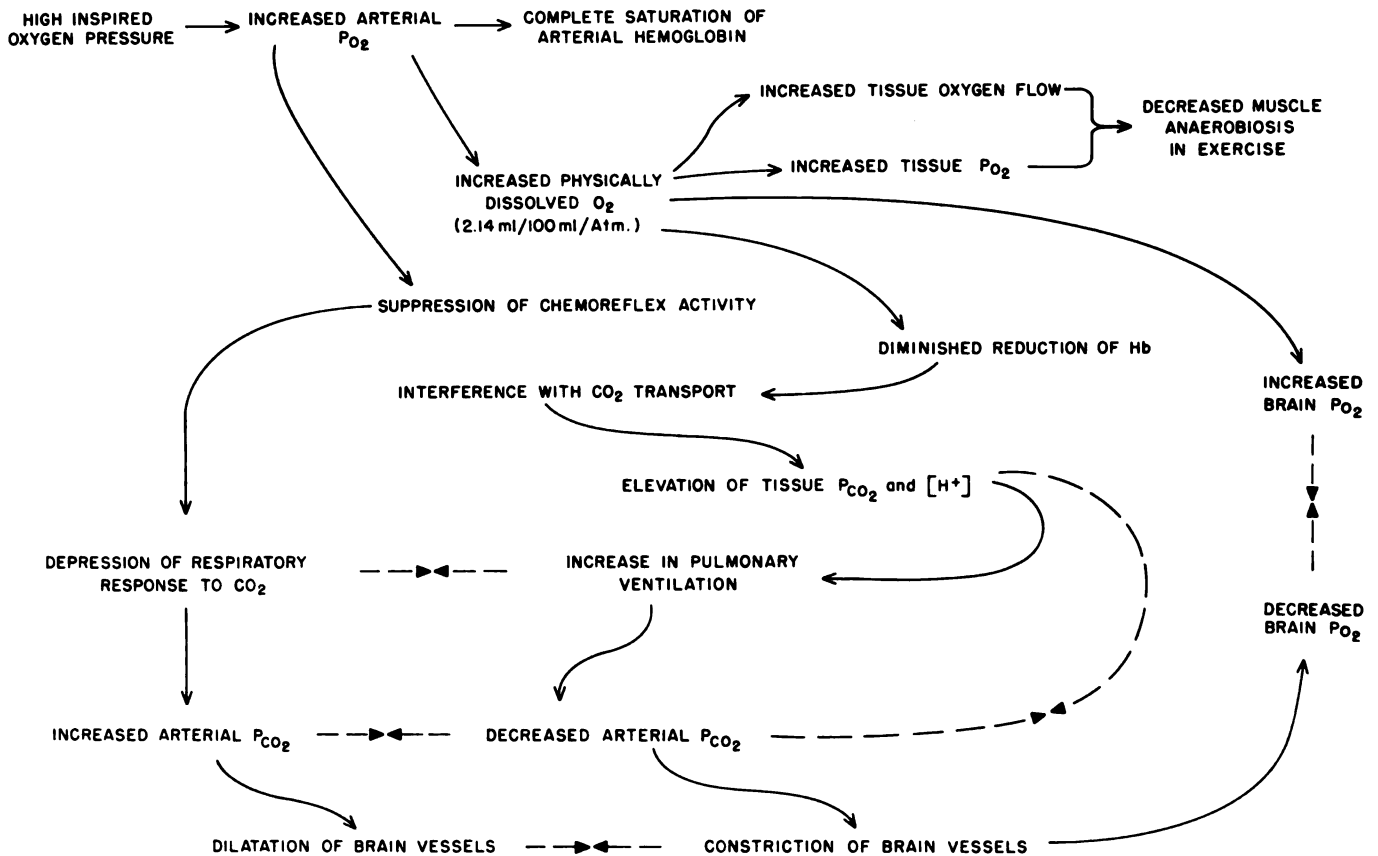 HIGH INSPIRED
OXYGEN PRESSURE
INCREASED ARTERIAL
PO2
COMPLETE SATURATION OF
ARTERIAL HEMOGLOBIN
INCREASED TISSUE OXYGEN FLOW
DECREASED MUSCLE
ANAEROBIOSIS
IN EXERCISE
INCREASED TISSUE PO2
INCREASED PHYSICALLY
DISSOLVED O2
(2.14 ml/100 ml/Atm.)
SUPPRESSION OF CHEMOREFLEX ACTIVITY
DIMINISHED REDUCTION OF Hb
INTERFERENCE WITH CO2 TRANSPORT
INCREASED
BRAIN PO2
ELEVATION OF TISSUE PCO2 and [H+]
DEPRESSION OF RESPIRATORY
RESPONSE TO CO2
INCREASE IN PULMONARY
VENTILATION
DECREASED
BRAIN PO2
INCREASED ARTERIAL PCO2
DECREASED ARTERIAL PCO2
DILATATION OF BRAIN VESSELS
CONSTRICTION OF BRAIN VESSELS